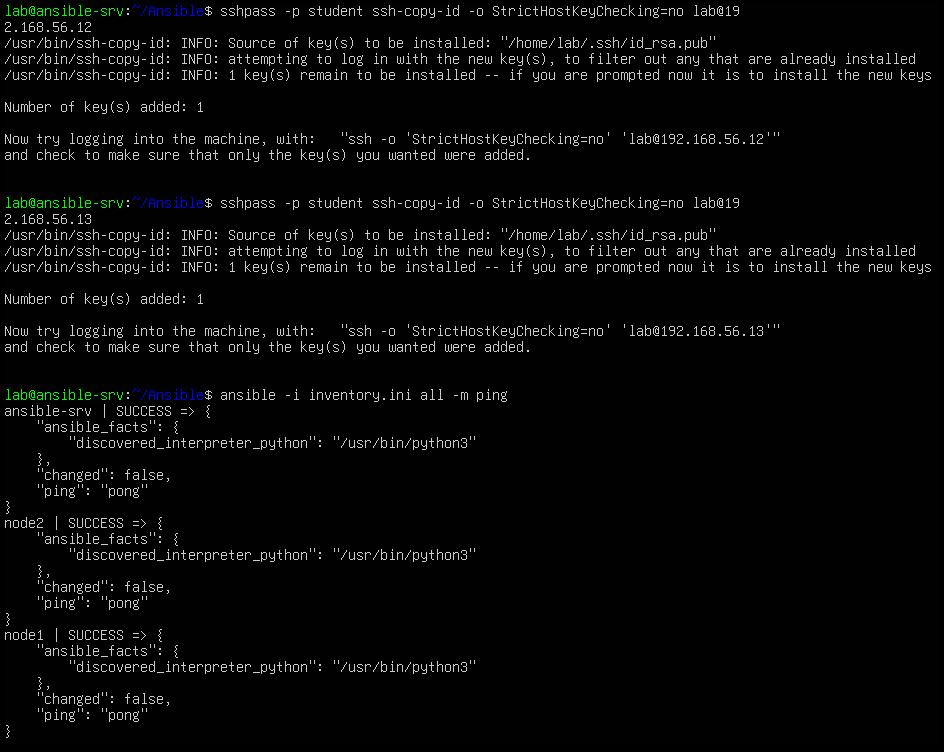 lab@ansible-srv:~/Ansible$ sshpass -p student ssh-copy-id -o StrictHostKeyChecking=no lab@19
2.168.56.12
/usr/bin/ssh-copy-id: INFO: Source of key(s) to be installed: "/home/lab/.ssh/id_rsa.pub"
/usr/bin/ssh-copy-id: INFO: attempting to log in with the new key(s), to filter out any that are already installed
/usr/bin/ssh-copy-id: INFO: 1 key(s) remain to be installed -- if you are prompted now it is to install the new keys
Number of key(s) added: 1
Now try logging into the machine, with:   "ssh -o 'StrictHostKeyChecking=no' 'lab@192.168.56.12'"
and check to make sure that only the key(s) you wanted were added.
lab@ansible-srv:~/Ansible$ sshpass -p student ssh-copy-id -o StrictHostKeyChecking=no lab@19
2.168.56.13
/usr/bin/ssh-copy-id: INFO: Source of key(s) to be installed: "/home/lab/.ssh/id_rsa.pub"
/usr/bin/ssh-copy-id: INFO: attempting to log in with the new key(s), to filter out any that are already installed
/usr/bin/ssh-copy-id: INFO: 1 key(s) remain to be installed -- if you are prompted now it is to install the new keys
Number of key(s) added: 1
Now try logging into the machine, with:   "ssh -o 'StrictHostKeyChecking=no' 'lab@192.168.56.13'"
and check to make sure that only the key(s) you wanted were added.
lab@ansible-srv:~/Ansible$ ansible -i inventory.ini all -m ping
ansible-srv | SUCCESS => {
    "ansible_facts": {
        "discovered_interpreter_python": "/usr/bin/python3"
    },
    "changed": false,
    "ping": "pong"
}
node2 | SUCCESS => {
    "ansible_facts": {
        "discovered_interpreter_python": "/usr/bin/python3"
    },
    "changed": false,
    "ping": "pong"
}
node1 | SUCCESS => {
    "ansible_facts": {
        "discovered_interpreter_python": "/usr/bin/python3"
    },
    "changed": false,
    "ping": "pong"
}